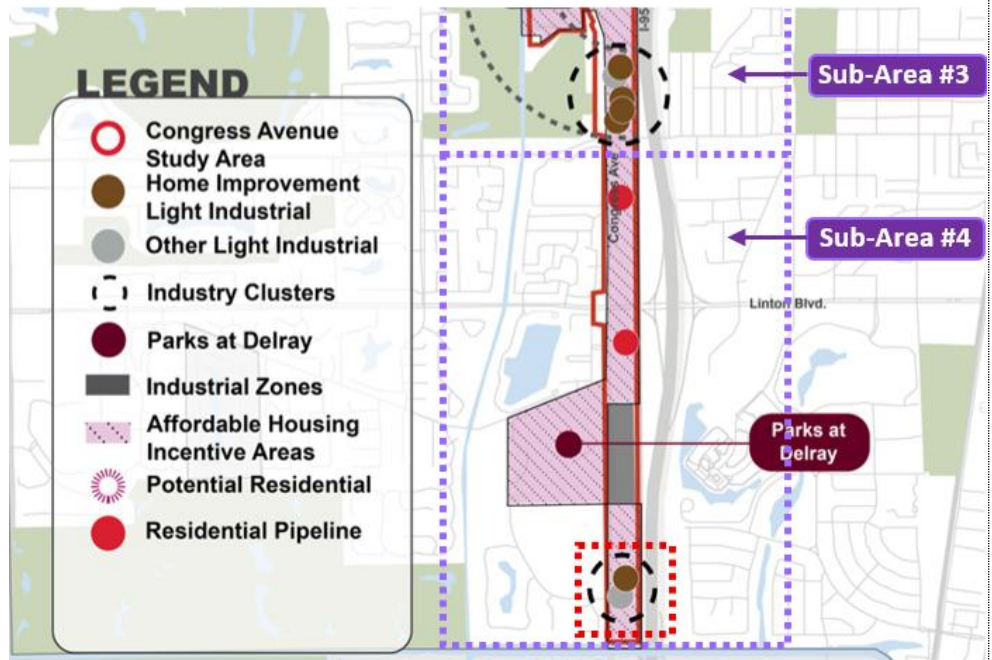 I-95
Sub-Area #3
LEGEND
Congress Avenue
Study Area
Home Improvement
Light Industrial
Other Light Industrial
Industry Clusters
Parks at Delray
Industrial Zones
Affordable Housing
Incentive Areas
Potential Residential
Residential Pipeline
Congress Ave
Sub-Area #4
Linton Blvd.
Parks at
Delray